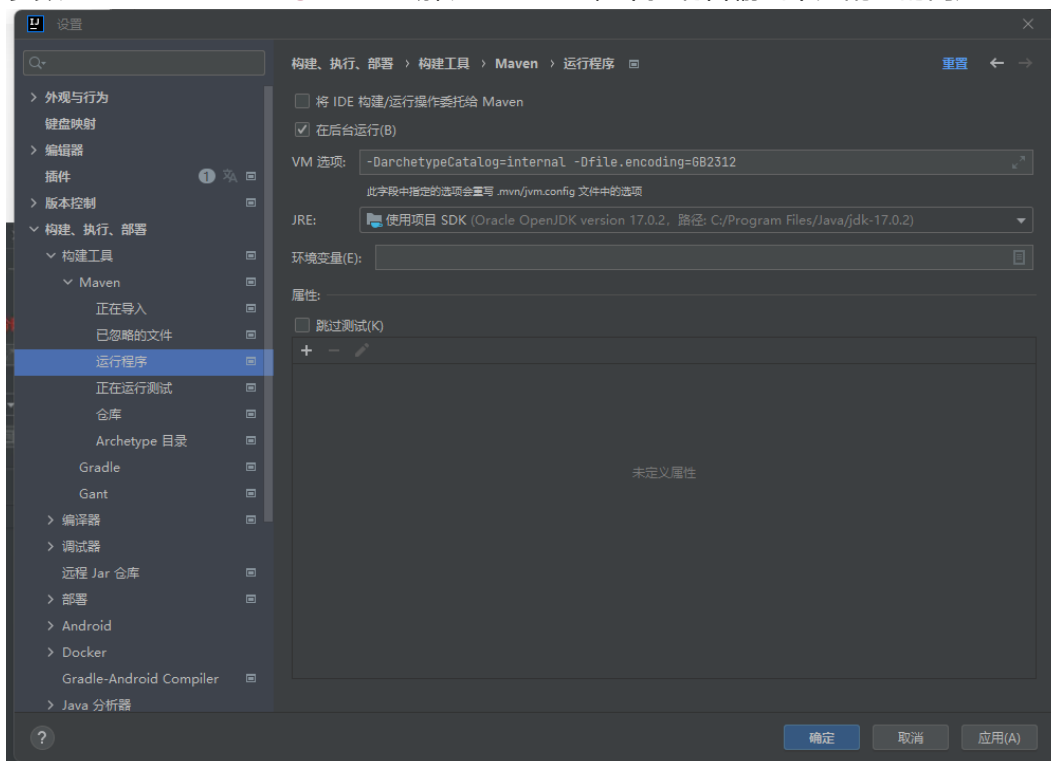 设置
外观与行为
键盘映射
编辑器
插件
1
版本控制
构建、执行、部署
构建工具
Maven
正在导入
已忽略的文件
运行程序
正在运行测试
仓库
Archetype 目录
Gradle
Gant
编译器
调试器
远程 Jar 仓库
部署
Android
Docker
Gradle-Android Compiler
Java 分析器
构建、执行、部署 › 构建工具 › Maven › 运行程序
重置
将 IDE 构建/运行操作委托给 Maven
在后台运行(B)
VM 选项: -DarchetypeCatalog=internal -Dfile.encoding=GB2312
此字段中指定的选项会重写 .mvn/jvm.config 文件中的选项
JRE: 使用项目 SDK (Oracle OpenJDK version 17.0.2, 路径: C:/Program Files/Java/jdk-17.0.2)
环境变量(E):
属性:
跳过测试(K)
未定义属性
?
确定
取消
应用(A)